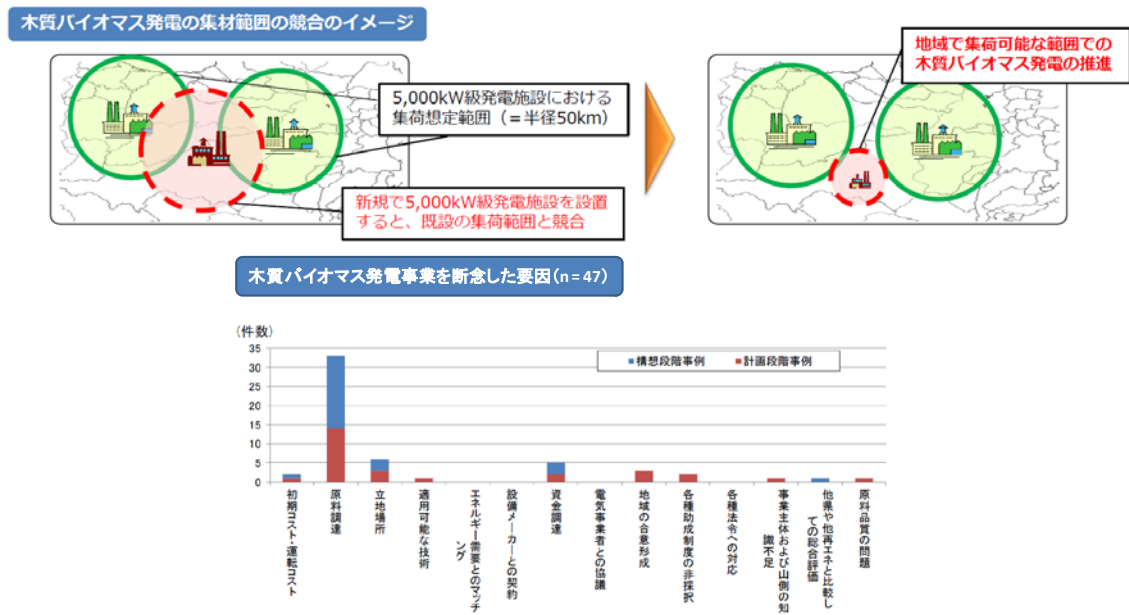 木質バイオマス発電の集材範囲の競合のイメージ
5,000kW級発電施設における
集荷想定範囲（＝半径50km）
新規で5,000kW級発電施設を設置
すると、既設の集荷範囲と競合
地域で集荷可能な範囲での
木質バイオマス発電の推進
木質バイオマス発電事業を断念した要因（n=47）
（件数）
35
30
25
20
15
10
5
0
構想段階事例
計画段階事例
初期コスト・運転コスト
原料調達
立地場所
適用可能な技術
エネルギー需要とのマッチ
ング
設備メーカーとの契約
資金調達
電気事業者との協議
地域の合意形成
各種助成制度の非採択
各種法令への対応
事業主体および山側の知
識不足
他県や他再エネと比較し
ての総合評価
原料品質の問題